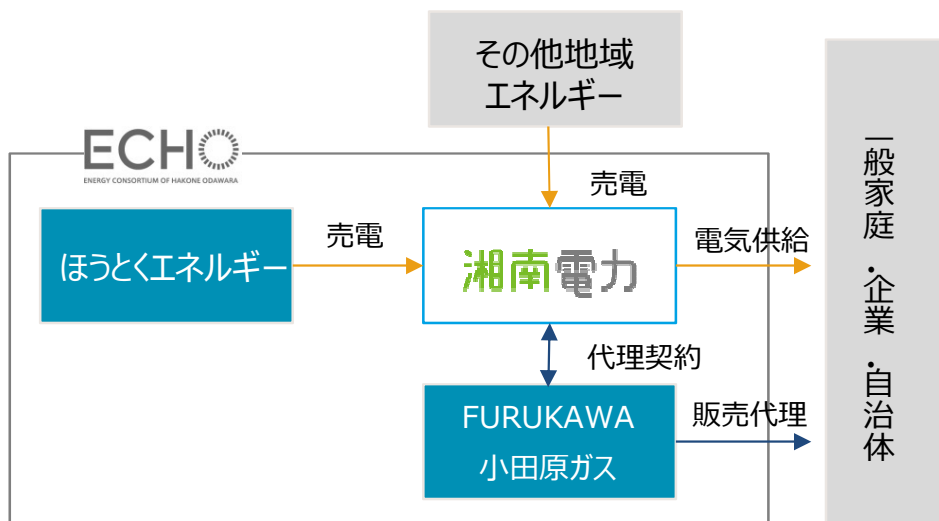 その他地域
エネルギー
ECHO
ENERGY CONSORTIUM OF HAKONE ODAWARA
売電
ほうとくエネルギー
売電
湘南電力
電気供給
代理契約
FURUKAWA
小田原ガス
販売代理
一般家庭・企業・自治体